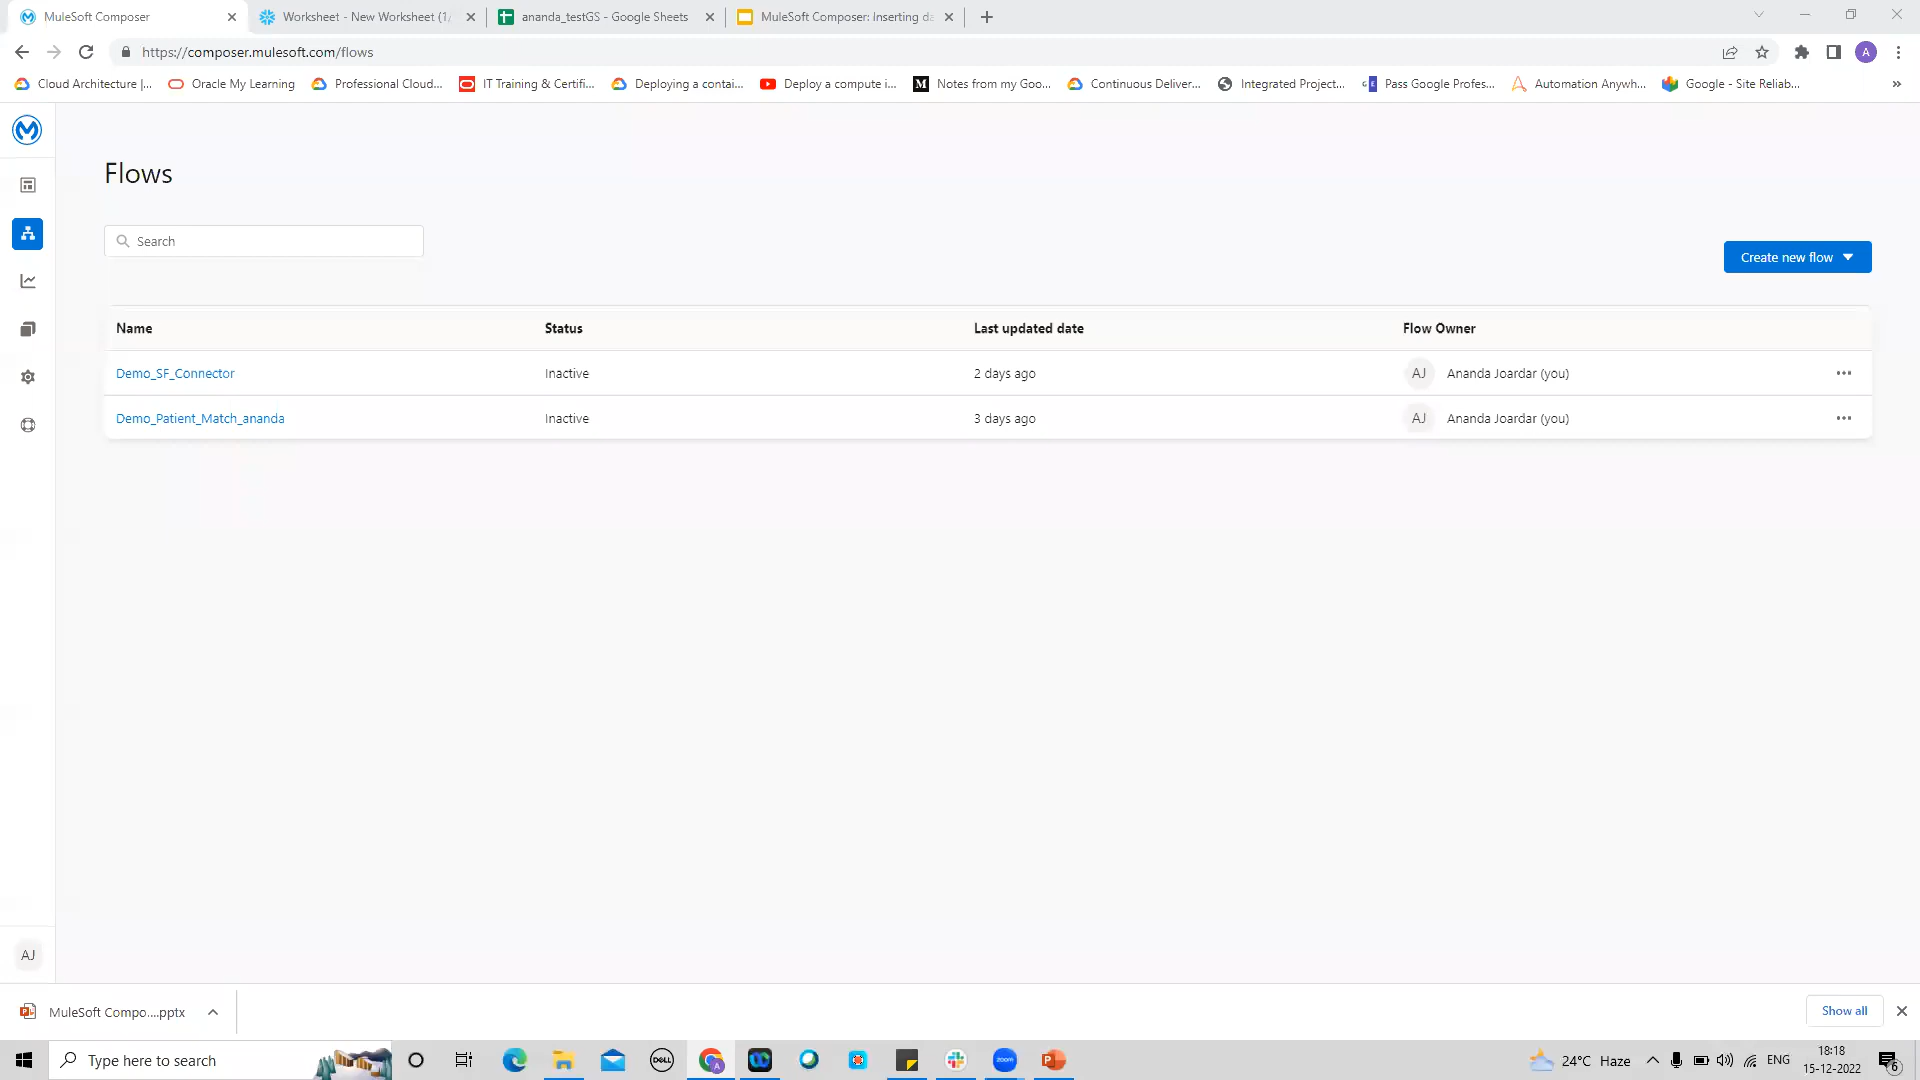 MuleSoft Composer
Worksheet - New Worksheet (1/
ananda_testGS - Google Sheets
MuleSoft Composer: Inserting da
https://composer.mulesoft.com/flows
A
Cloud Architecture |...
Oracle My Learning
Professional Cloud...
IT Training & Certifi...
Deploying a contai...
Deploy a compute i...
Notes from my Goo...
Continuous Deliver...
Integrated Project...
Pass Google Profes...
Automation Anywh...
Google - Site Reliab...
Flows
Search
Create new flow
Name Status Last updated date Flow Owner
Demo_SF_Connector Inactive 2 days ago AJ Ananda Joardar (you)
Demo_Patient_Match_ananda Inactive 3 days ago AJ Ananda Joardar (you)
AJ
MuleSoft Compo....pptx
Show all
Type here to search
DELL
zoom
24°C Haze
ENG
18:18
15-12-2022
6